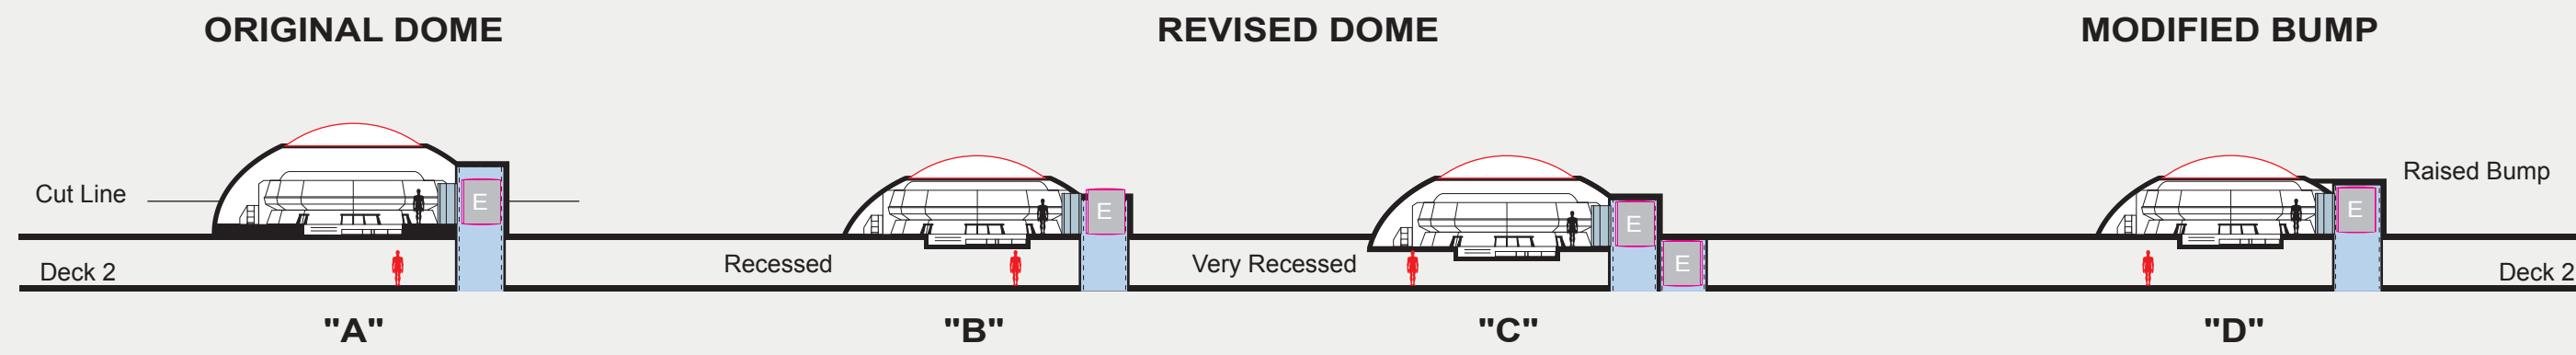 ORIGINAL DOME
REVISED DOME
MODIFIED BUMP
Cut Line
E
E
E
E
E
Raised Bump
Deck 2
Recessed
Very Recessed
Deck 2
"A"
"B"
"C"
"D"